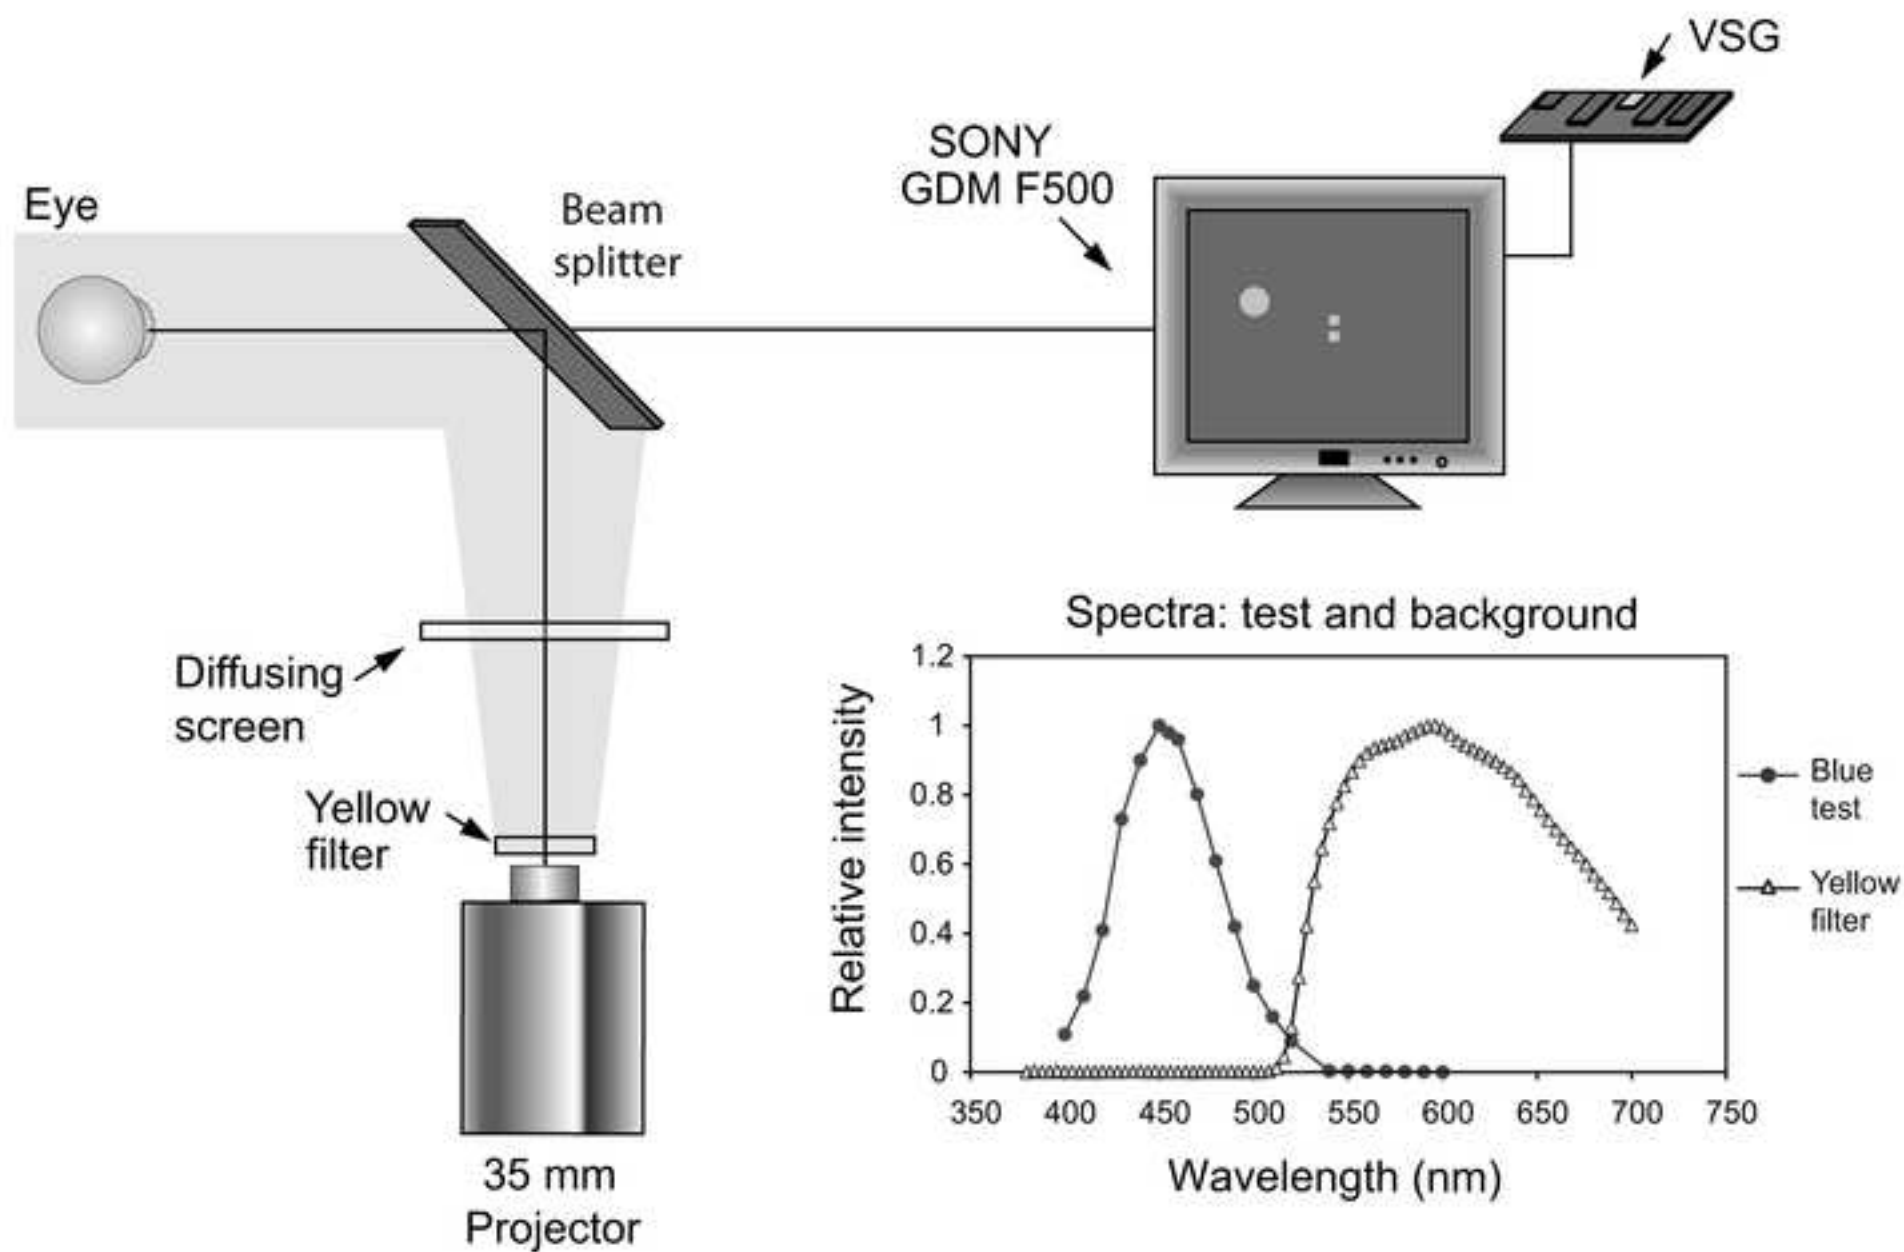 VSG
SONY
GDM F500
Eye
Beam
splitter
Diffusing
screen
Yellow
filter
35 mm
Projector
Spectra: test and background
Relative intensity
1.2
1
0.8
0.6
0.4
0.2
0
350 400 450 500 550 600 650 700 750
Wavelength (nm)
Blue
test
Yellow
filter